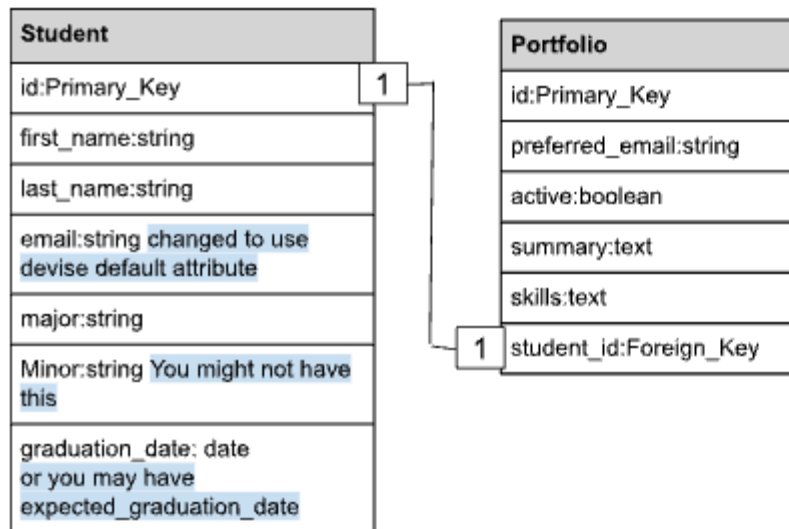 Student
id:Primary_Key
first_name:string
last_name:string
email:string changed to use
devise default attribute
major:string
Minor:string You might not have
this
graduation_date: date
or you may have
expected_graduation_date
1
1
Portfolio
id:Primary_Key
preferred_email:string
active:boolean
summary:text
skills:text
student_id:Foreign_Key